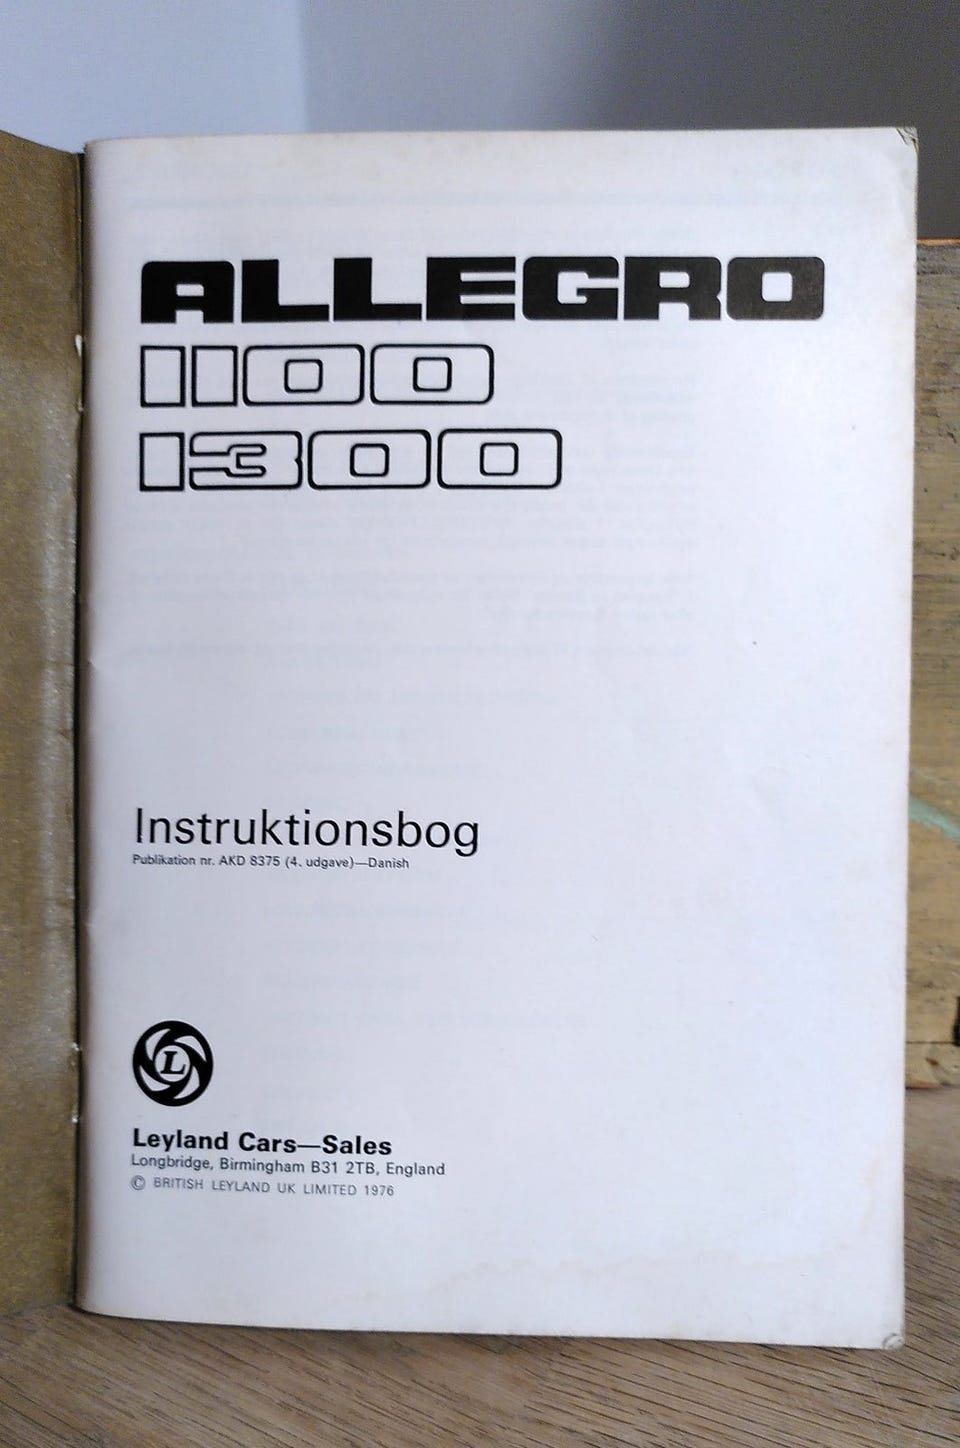 ALLEGRO
1100
1300
Instruktionsbog
Publikation nr. AKD 8375 (4. udgave)—Danish
L
Leyland Cars—Sales
Longbridge, Birmingham B31 2TB, England
© BRITISH LEYLAND UK LIMITED 1976